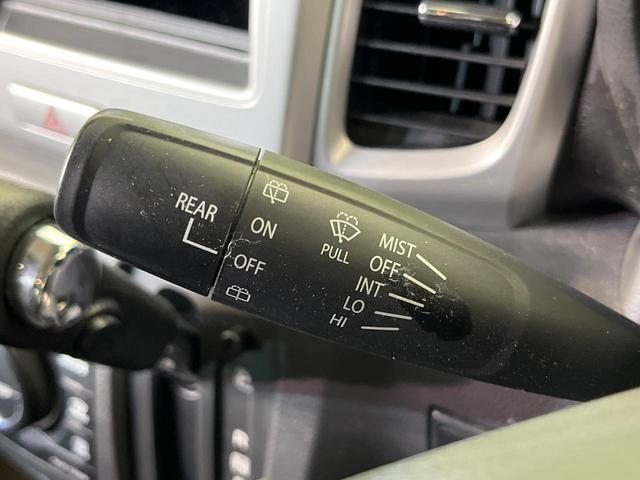 REAR
ON
OFF
PULL
MIST
OFF
INT
LO
HI